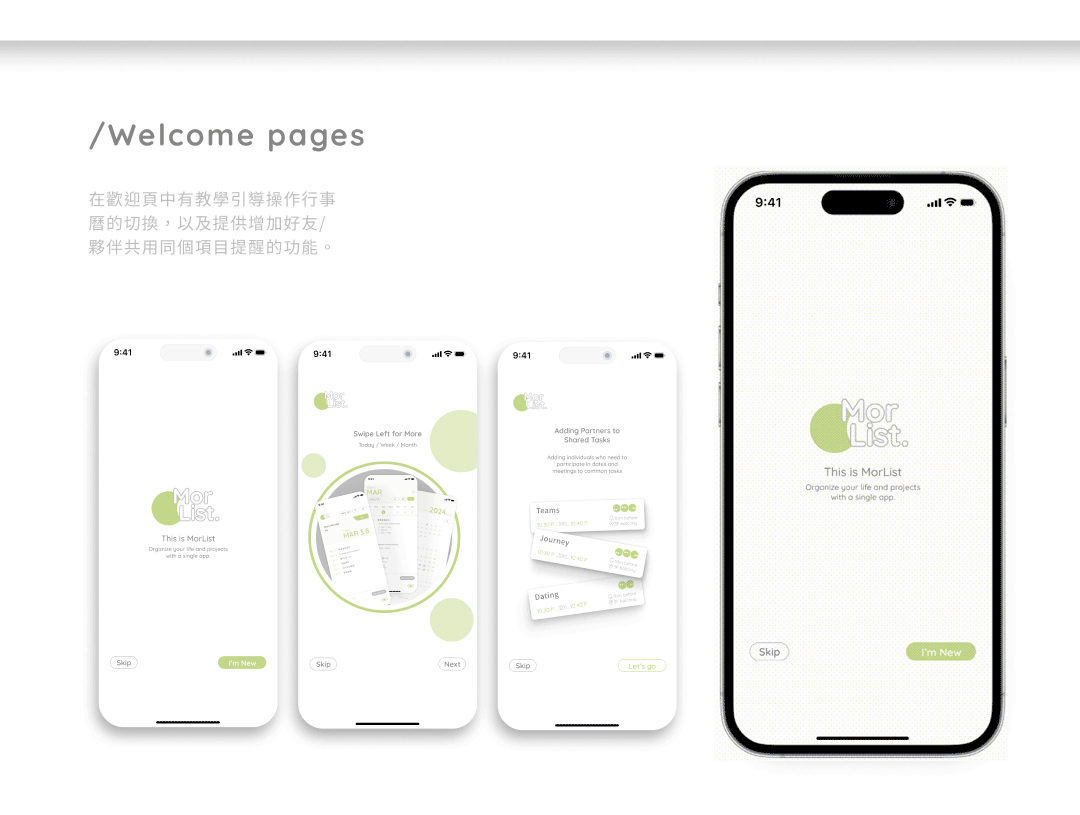 /Welcome pages
在歡迎頁中有教學引導操作行事
曆的切換，以及提供增加好友/
夥伴共用同個項目提醒的功能。
9:41
Mor
List.
This is MorList
Organize your life and projects
with a single app
Skip
I'm New
9:41
Mor
List.
Swipe Left for More
Today / Week / Month
MAR
MAR 3.6
2024
Skip
Next
9:41
Mor
List.
Adding Partners to
Shared Tasks
Adding individuals who need to
participate in dates and
meetings to common tasks
Teams
Journey
Dating
Skip
Let's go
9:41
Mor
List.
This is MorList
Organize your life and projects
with a single app.
Skip
I'm New